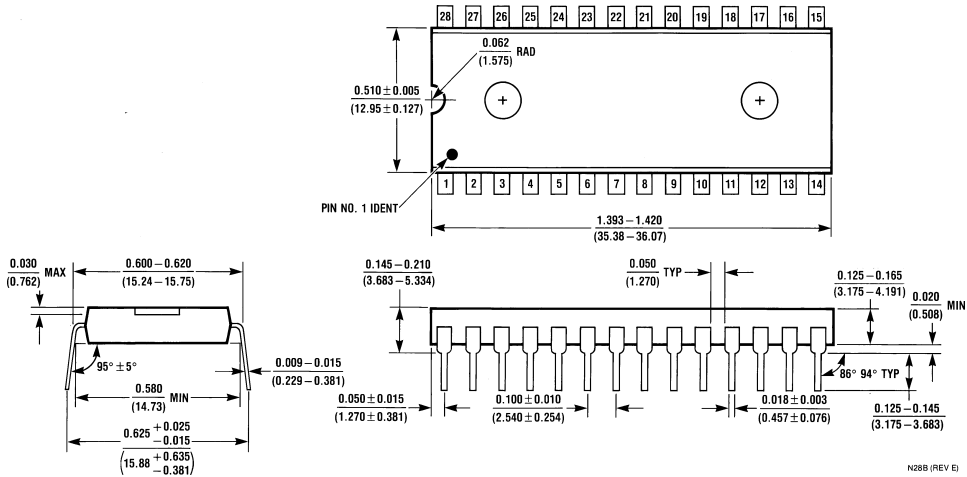 28 27 26 25 24 23 22 21 20 19 18 17 16 15
0.062
(1.575)
RAD
0.510 ± 0.005
(12.95 ± 0.127)
1 2 3 4 5 6 7 8 9 10 11 12 13 14
PIN NO. 1 IDENT
1.393 – 1.420
(35.38 – 36.07)
0.030
(0.762)
MAX
0.600 – 0.620
(15.24 – 15.75)
95° ± 5°
0.009 – 0.015
(0.229 – 0.381)
0.580
(14.73)
MIN
0.625 + 0.025
– 0.015
(15.88 + 0.635
– 0.381)
0.145 – 0.210
(3.683 – 5.334)
0.050
(1.270)
TYP
0.125 – 0.165
(3.175 – 4.191)
0.020
(0.508)
MIN
86° 94° TYP
0.050 ± 0.015
(1.270 ± 0.381)
0.100 ± 0.010
(2.540 ± 0.254)
0.018 ± 0.003
(0.457 ± 0.076)
0.125 – 0.145
(3.175 – 3.683)
N28B (REV E)